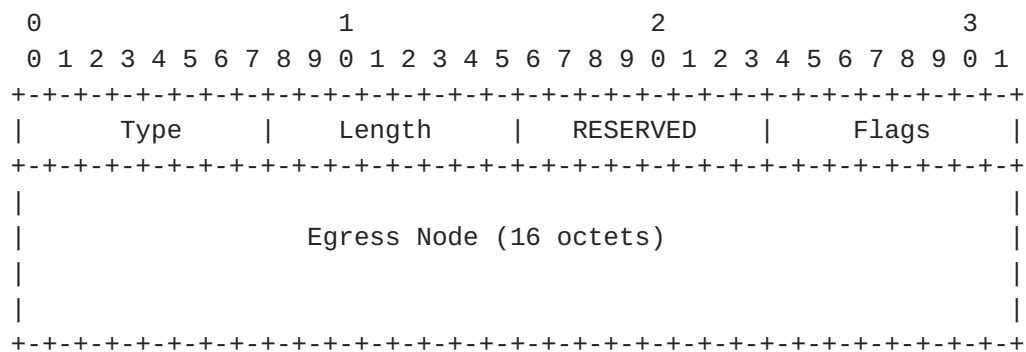 0                   1                   2                   3
 0 1 2 3 4 5 6 7 8 9 0 1 2 3 4 5 6 7 8 9 0 1 2 3 4 5 6 7 8 9 0 1
+-+-+-+-+-+-+-+-+-+-+-+-+-+-+-+-+-+-+-+-+-+-+-+-+-+-+-+-+-+-+-+-+
|      Type     |    Length     |   RESERVED    |     Flags     |
+-+-+-+-+-+-+-+-+-+-+-+-+-+-+-+-+-+-+-+-+-+-+-+-+-+-+-+-+-+-+-+-+
|                                                               |
|                  Egress Node (16 octets)                      |
|                                                               |
|                                                               |
+-+-+-+-+-+-+-+-+-+-+-+-+-+-+-+-+-+-+-+-+-+-+-+-+-+-+-+-+-+-+-+-+